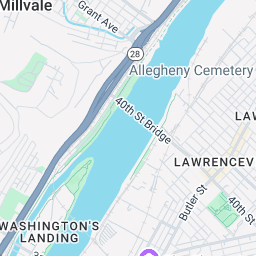 Millvale
Grant Ave
28
Allegheny Cemetery
40th St Bridge
LAW
LAWRENCEV
Butler St
40th St
WASHINGTON'S
LANDING